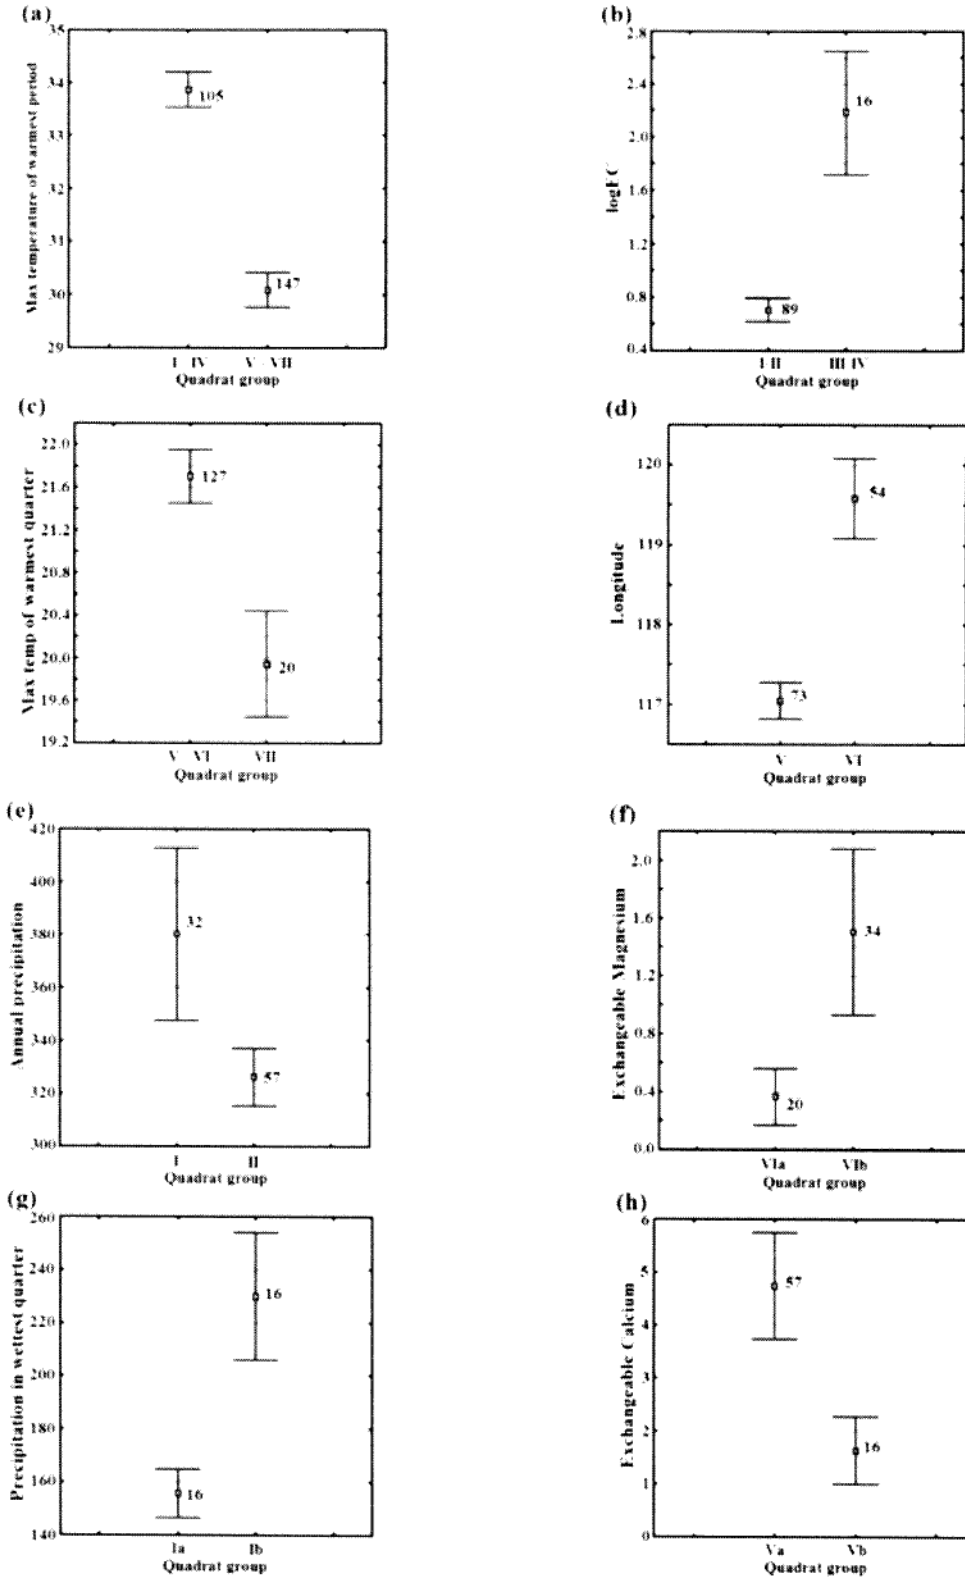 (a)
35
34
33
32
31
30
29
Max temperature of warmest period
105
147
I - IV V - VII
Quadrat group
(b)
2.8
2.4
2.0
1.6
1.2
0.8
0.4
logEC
16
89
I-II III-IV
Quadrat group
(c)
22.0
21.6
21.2
20.8
20.4
20.0
19.6
19.2
Max temp of warmest quarter
127
20
V - VI VII
Quadrat group
(d)
120
119
118
117
Longitude
54
73
V VI
Quadrat group
(e)
420
400
380
360
340
320
300
Annual precipitation
32
57
I II
Quadrat group
(f)
2.0
1.6
1.2
0.8
0.4
0.0
Exchangeable Magnesium
34
20
VIa VIb
Quadrat group
(g)
260
240
220
200
180
160
140
Precipitation in wettest quarter
16
16
Ia Ib
Quadrat group
(h)
6
5
4
3
2
1
0
Exchangeable Calcium
57
16
Va Vb
Quadrat group